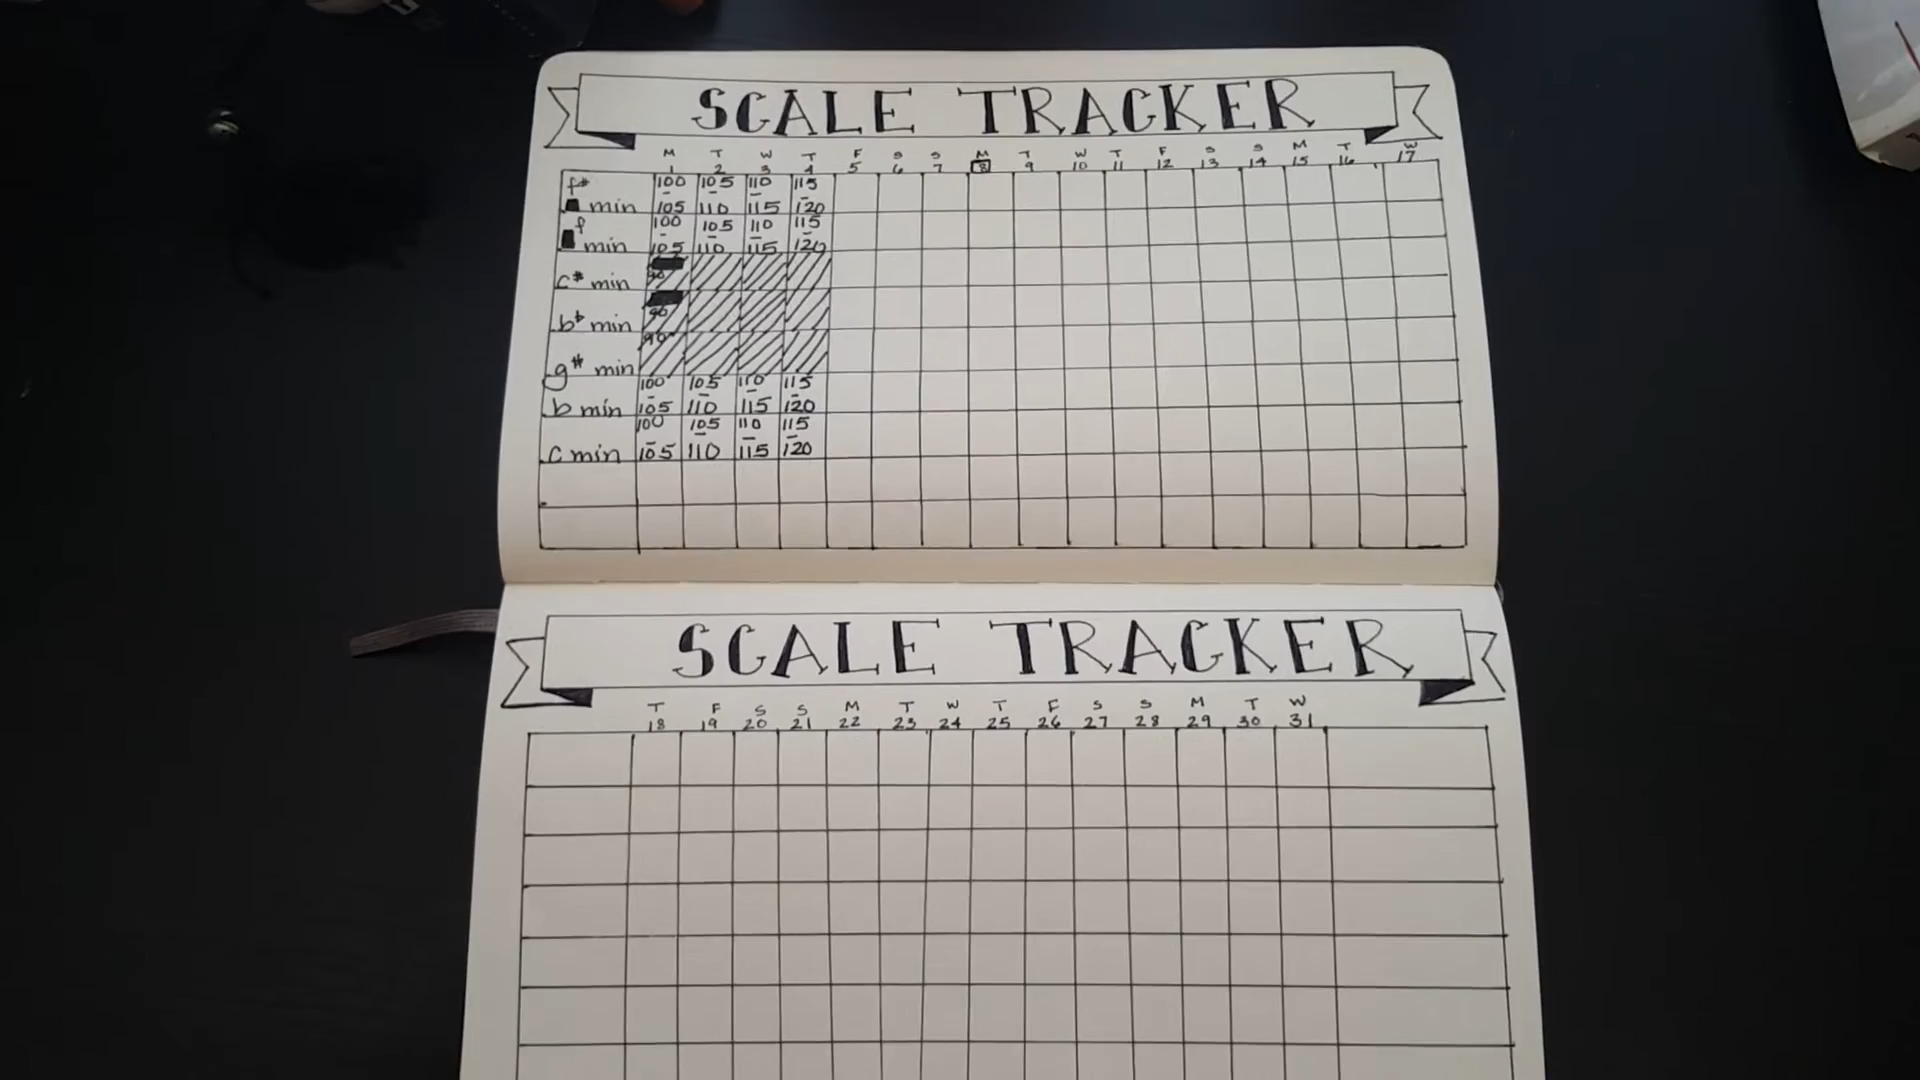 SCALE TRACKER
M T W T F S S M T W T F S S M T W
1 2 3 4 5 6 7 8 9 10 11 12 13 14 15 16 17
f# 100 105 110 115
min 105 110 115 120
f 100 105 110 115
min 105 110 115 120
c# min
b♭ min 90
g# min 90
100 105 110 115
b min 105 110 115 120
100 105 110 115
c min 105 110 115 120
SCALE TRACKER
T F S S M T W T F S S M T W
18 19 20 21 22 23 24 25 26 27 28 29 30 31